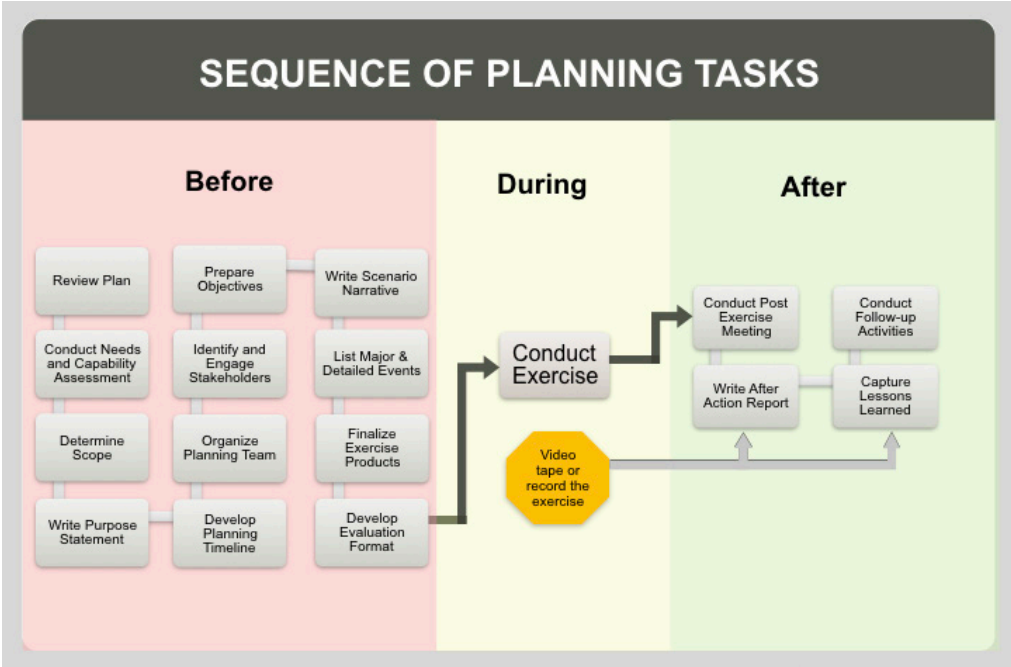 SEQUENCE OF PLANNING TASKS
Before
During
After
Review Plan
Conduct Needs
and Capability
Assessment
Determine
Scope
Write Purpose
Statement
Develop
Planning
Timeline
Organize
Planning Team
Identify and
Engage
Stakeholders
Prepare
Objectives
Write Scenario
Narrative
List Major &
Detailed Events
Finalize
Exercise
Products
Develop
Evaluation
Format
Conduct
Exercise
Video
tape or
record the
exercise
Conduct Post
Exercise
Meeting
Write After
Action Report
Capture
Lessons
Learned
Conduct
Follow-up
Activities